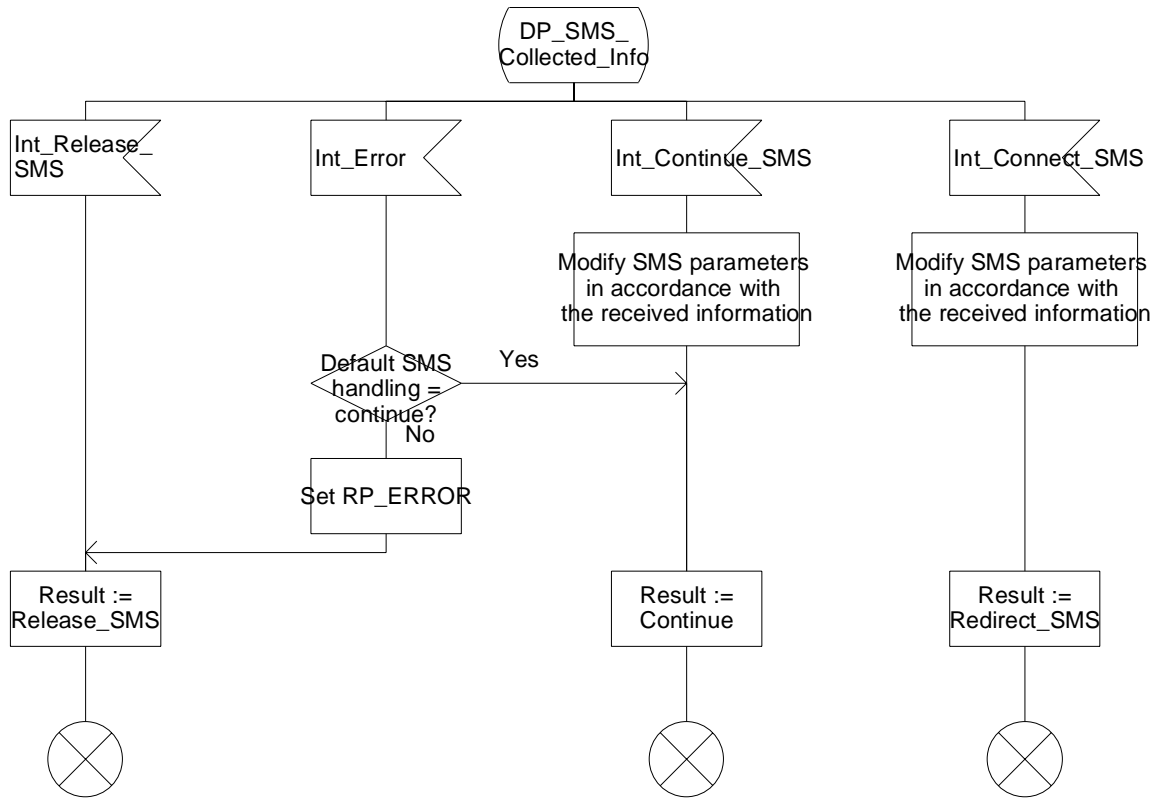 DP_SMS_
Collected_Info
Int_Release_
SMS
Int_Error
Int_Continue_SMS
Int_Connect_SMS
Modify SMS parameters
in accordance with
the received information
Modify SMS parameters
in accordance with
the received information
Default SMS
handling =
continue?
Yes
No
Set RP_ERROR
Result :=
Release_SMS
Result :=
Continue
Result :=
Redirect_SMS